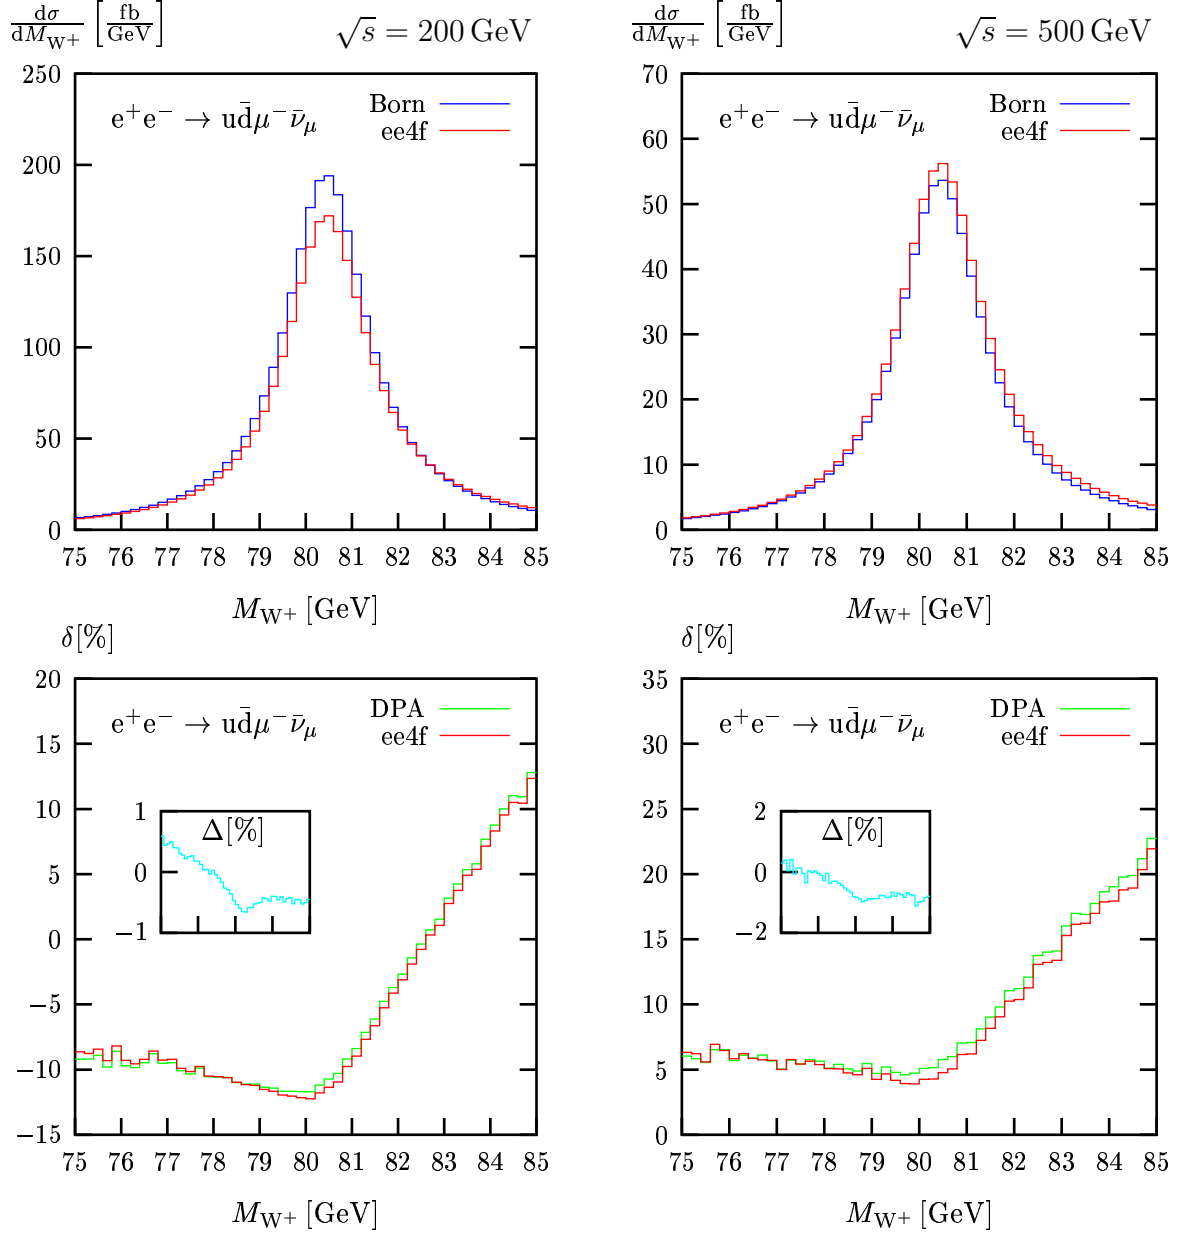 dσ/dM_W+ [fb/GeV] √s = 200 GeV
250
200
150
100
50
0
e⁺e⁻ → ud̄μ⁻ν̄_μ
Born
ee4f
75 76 77 78 79 80 81 82 83 84 85
M_W+ [GeV]
dσ/dM_W+ [fb/GeV] √s = 500 GeV
70
60
50
40
30
20
10
0
e⁺e⁻ → ud̄μ⁻ν̄_μ
Born
ee4f
75 76 77 78 79 80 81 82 83 84 85
M_W+ [GeV]
δ[%]
20
15
10
5
0
−5
−10
−15
e⁺e⁻ → ud̄μ⁻ν̄_μ
DPA
ee4f
Δ[%]
1
0
−1
75 76 77 78 79 80 81 82 83 84 85
M_W+ [GeV]
δ[%]
35
30
25
20
15
10
5
0
e⁺e⁻ → ud̄μ⁻ν̄_μ
DPA
ee4f
Δ[%]
2
0
−2
75 76 77 78 79 80 81 82 83 84 85
M_W+ [GeV]